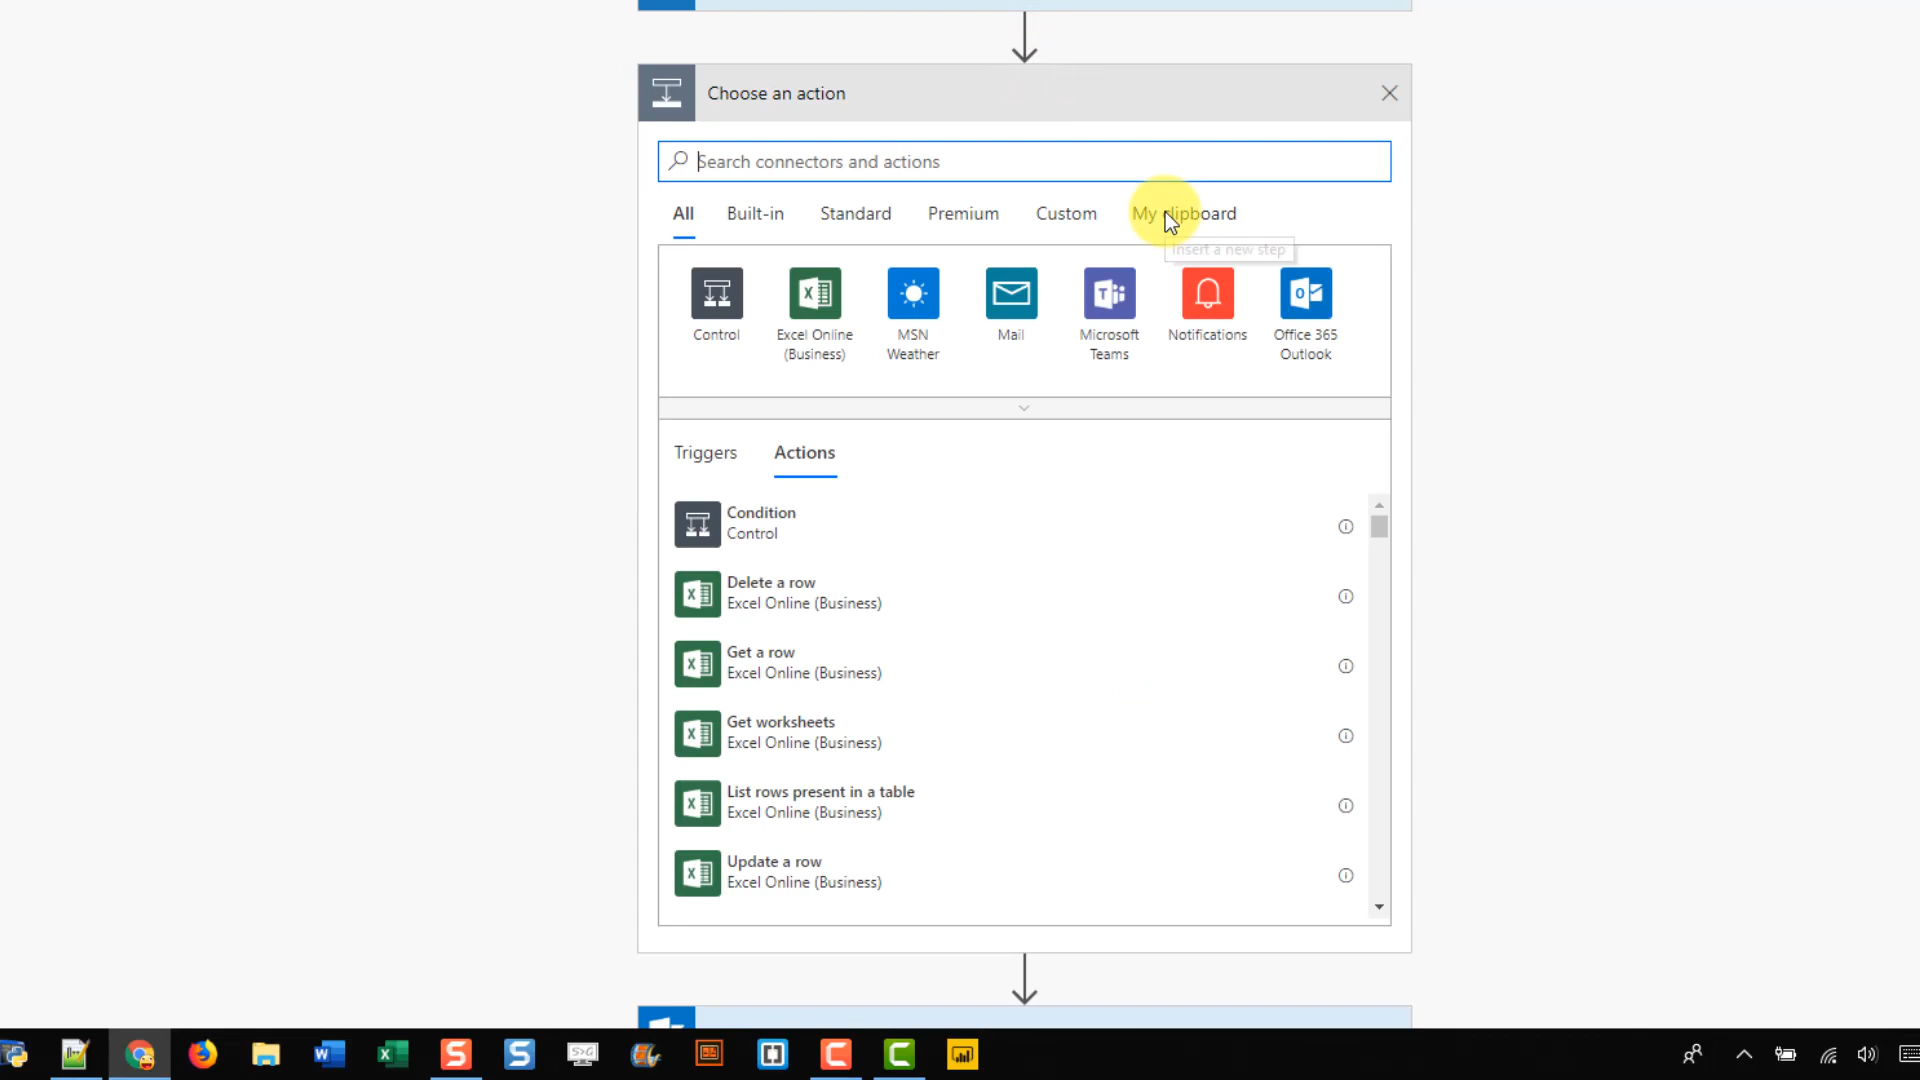 Choose an action
Search connectors and actions
All Built-in Standard Premium Custom My clipboard
Insert a new step
Control
Excel Online
(Business)
MSN
Weather
Mail
Microsoft
Teams
Notifications
Office 365
Outlook
Triggers Actions
Condition
Control
Delete a row
Excel Online (Business)
Get a row
Excel Online (Business)
Get worksheets
Excel Online (Business)
List rows present in a table
Excel Online (Business)
Update a row
Excel Online (Business)